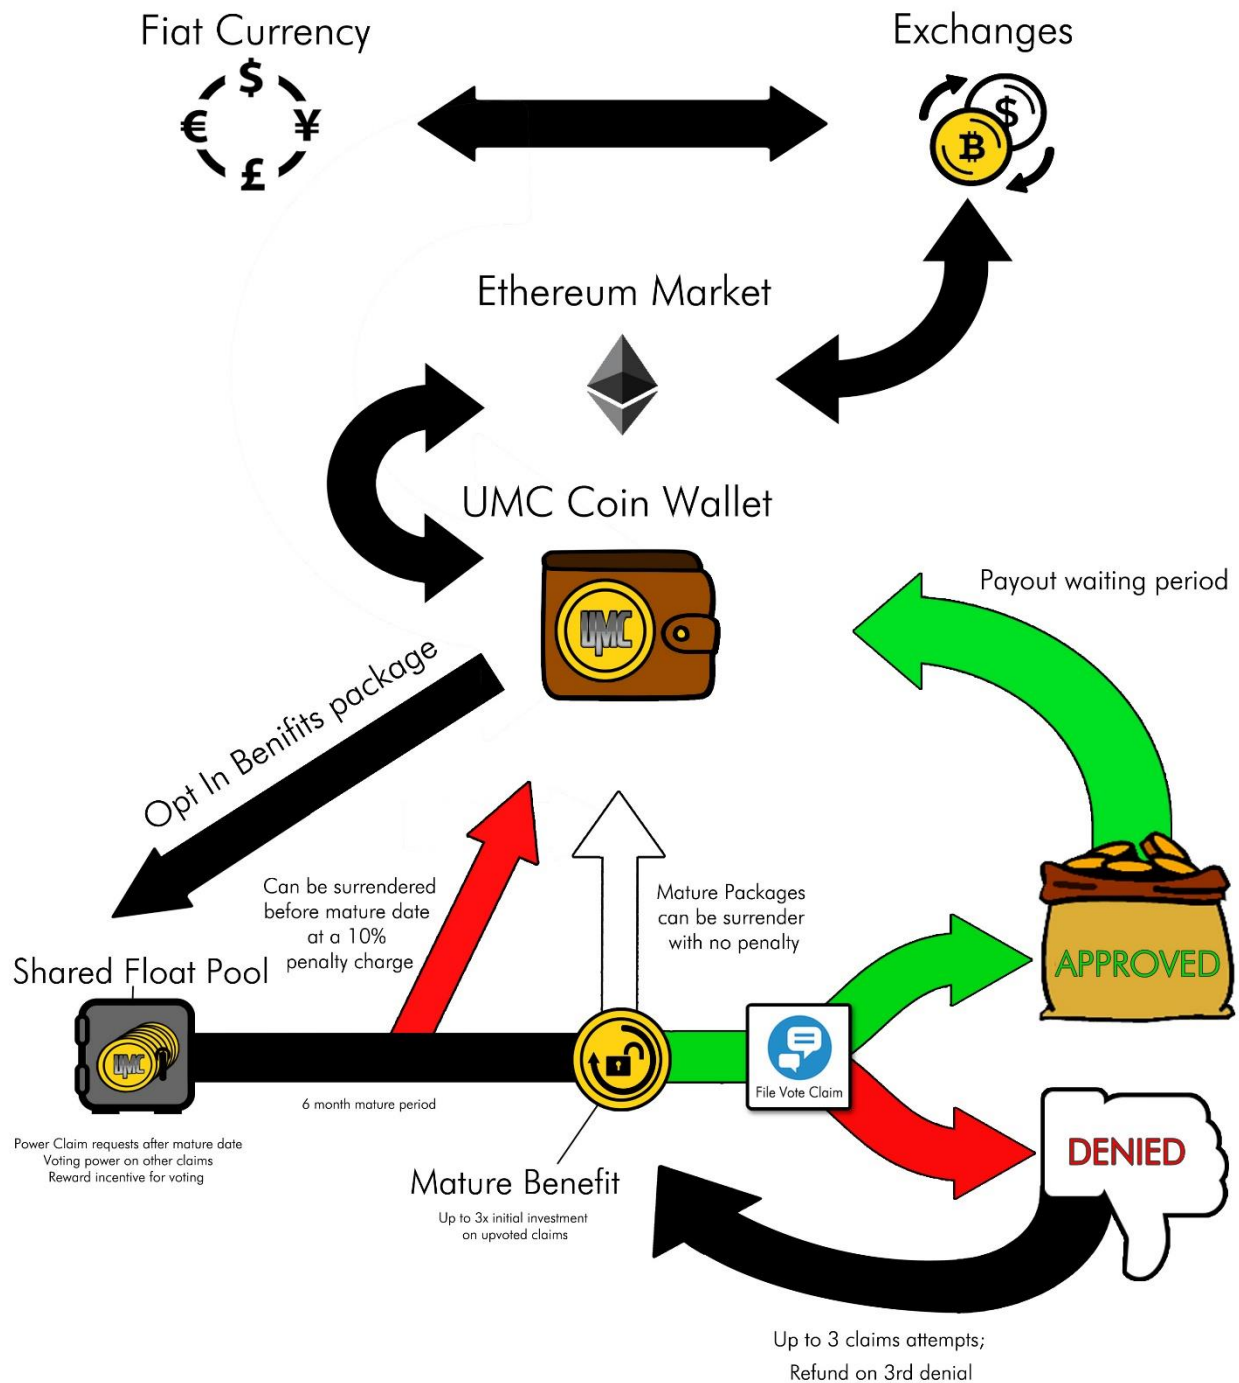 Fiat Currency
Exchanges
$
€ ¥
£
$
B
Ethereum Market
UMC Coin Wallet
UMC
Payout waiting period
Opt In Benifits package
Can be surrendered
before mature date
at a 10%
penalty charge
Mature Packages
can be surrender
with no penalty
Shared Float Pool
UMC
APPROVED
File Vote Claim
6 month mature period
Power Claim requests after mature date
Voting power on other claims
Reward incentive for voting
DENIED
Mature Benefit
Up to 3x initial investment
on upvoted claims
Up to 3 claims attempts;
Refund on 3rd denial